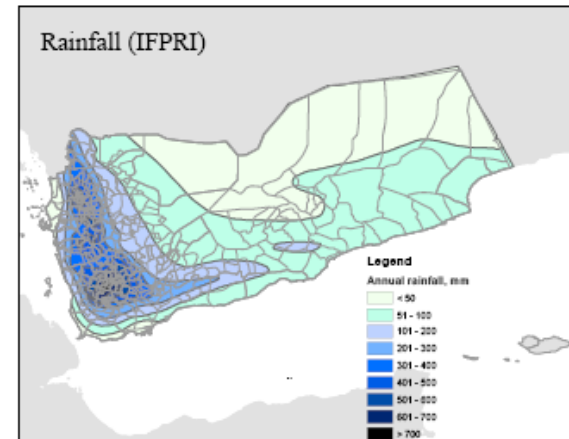 Rainfall (IFPRI)
Legend
Annual rainfall, mm
< 50
51 - 100
101 - 200
201 - 300
301 - 400
401 - 500
501 - 600
601 - 700
> 700